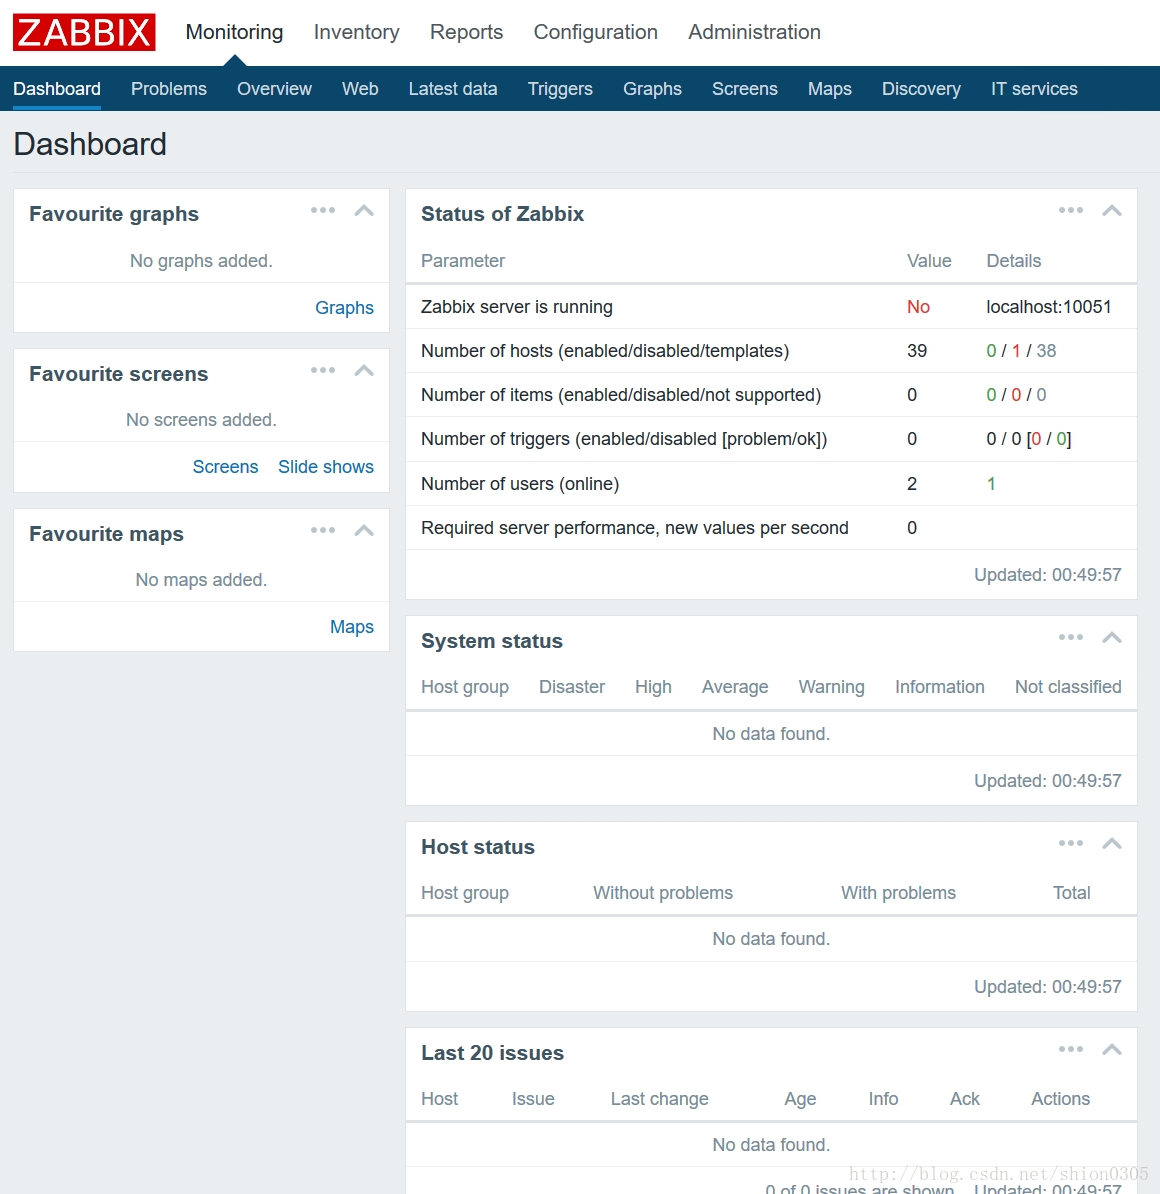 ZABBIX Monitoring Inventory Reports Configuration Administration
Dashboard Problems Overview Web Latest data Triggers Graphs Screens Maps Discovery IT services
Dashboard
Favourite graphs
No graphs added.
Graphs
Favourite screens
No screens added.
Screens Slide shows
Favourite maps
No maps added.
Maps
Status of Zabbix
Parameter Value Details
Zabbix server is running No localhost:10051
Number of hosts (enabled/disabled/templates) 39 0 / 1 / 38
Number of items (enabled/disabled/not supported) 0 0 / 0 / 0
Number of triggers (enabled/disabled [problem/ok]) 0 0 / 0 [0 / 0]
Number of users (online) 2 1
Required server performance, new values per second 0
Updated: 00:49:57
System status
Host group Disaster High Average Warning Information Not classified
No data found.
Updated: 00:49:57
Host status
Host group Without problems With problems Total
No data found.
Updated: 00:49:57
Last 20 issues
Host Issue Last change Age Info Ack Actions
No data found.
http://blog.csdn.net/shion0305
0 of 0 issues are shown Updated: 00:49:57